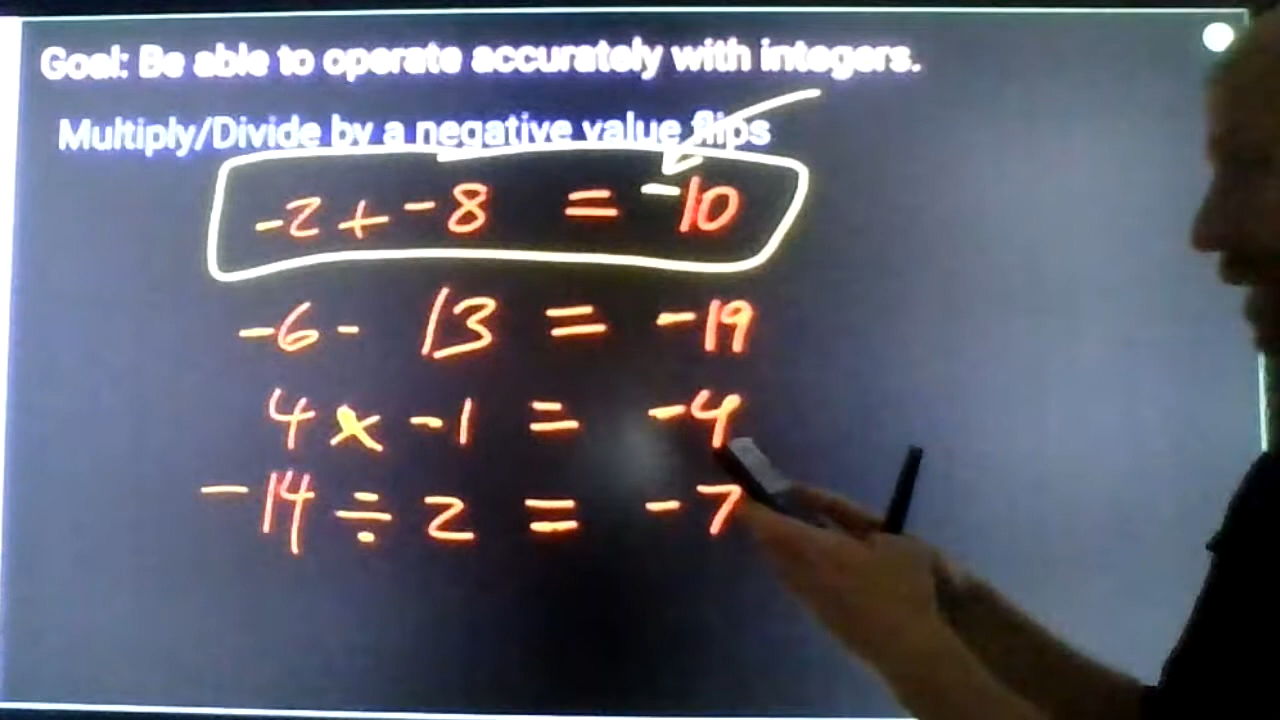 Goal: Be able to operate accurately with integers.
Multiply/Divide by a negative value flips
-2 + -8 = -10
-6 - 13 = -19
4 x -1 = -4
-14 ÷ 2 = -7